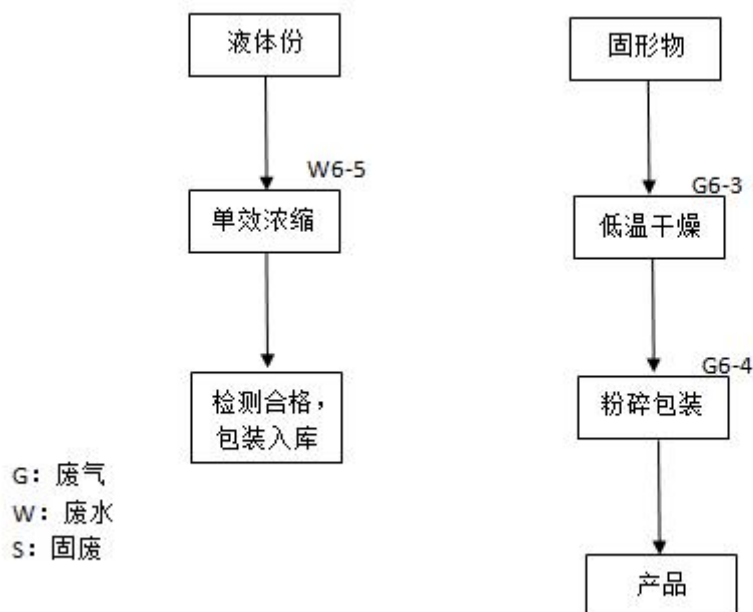 液体份
固形物
W6-5
G6-3
单效浓缩
低温干燥
G6-4
检测合格，
包装入库
粉碎包装
G：废气
W：废水
S：固废
产品